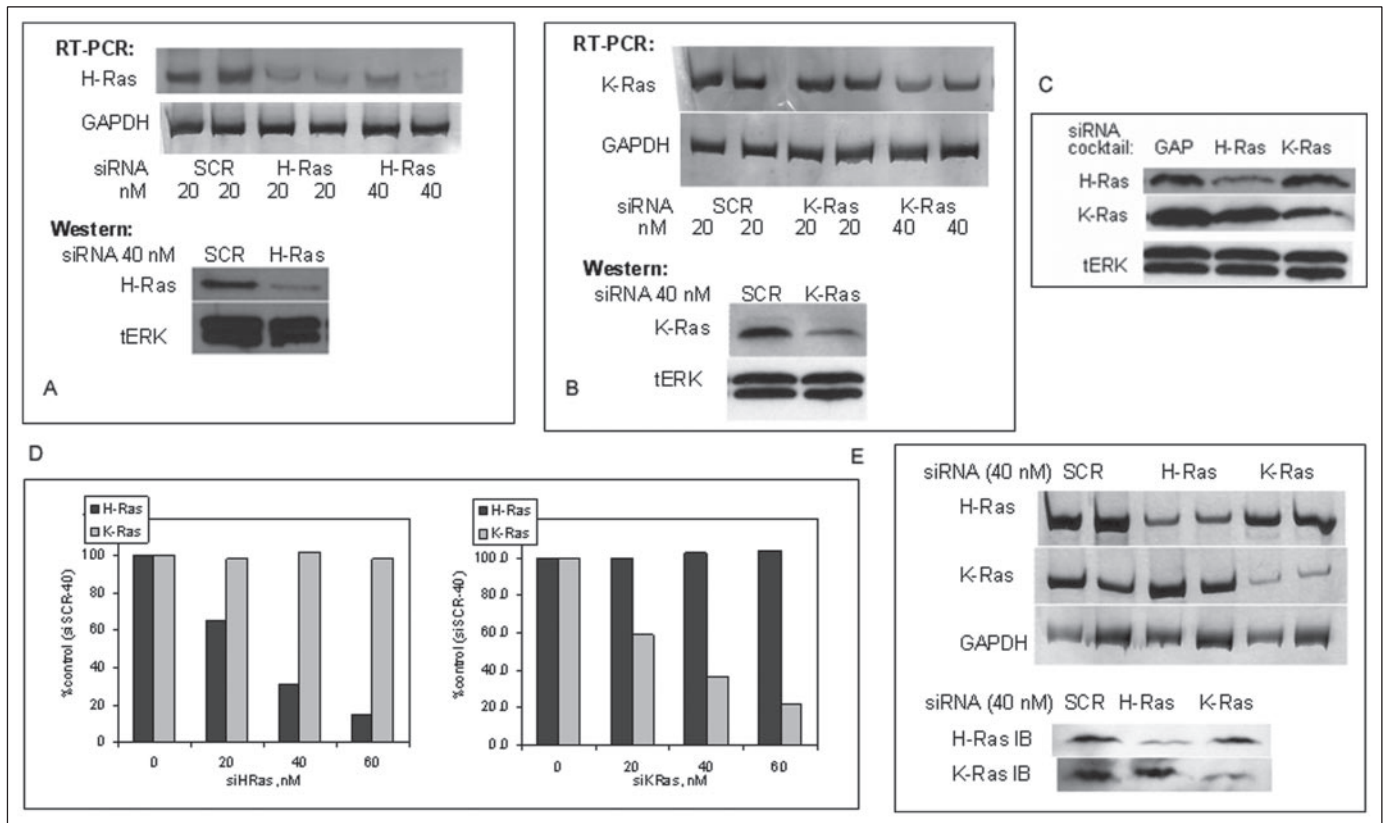 RT-PCR:
H-Ras
GAPDH
siRNA SCR H-Ras H-Ras
nM 20 20 20 20 40 40
Western:
siRNA 40 nM SCR H-Ras
H-Ras
tERK
A
RT-PCR:
K-Ras
GAPDH
siRNA SCR K-Ras K-Ras
nM 20 20 20 20 40 40
Western:
siRNA 40 nM SCR K-Ras
K-Ras
tERK
B
C
siRNA
cocktail: GAP H-Ras K-Ras
H-Ras
K-Ras
tERK
D
H-Ras
K-Ras
%control (siSCR-40)
100
80
60
40
20
0
0 20 40 60
siHRas, nM
H-Ras
K-Ras
%control (siSCR-40)
100.0
80.0
60.0
40.0
20.0
0.0
0 20 40 60
siKRas, nM
E
siRNA (40 nM) SCR H-Ras K-Ras
H-Ras
K-Ras
GAPDH
siRNA (40 nM) SCR H-Ras K-Ras
H-Ras IB
K-Ras IB